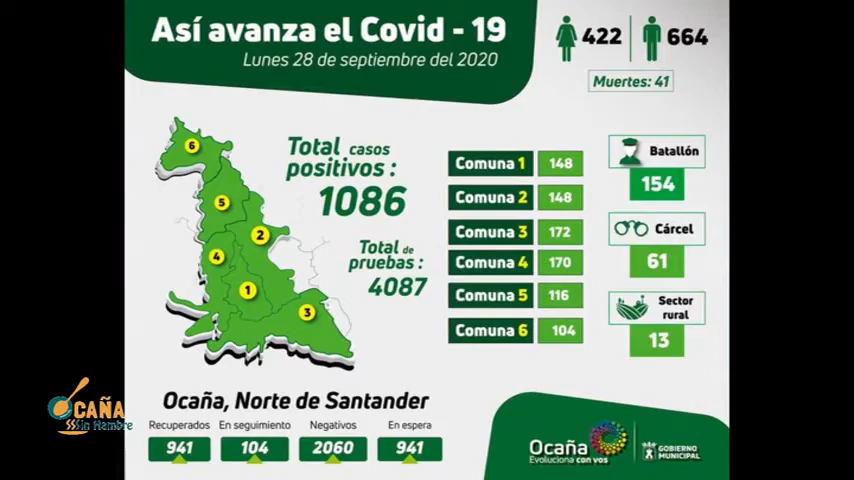 Así avanza el Covid - 19
Lunes 28 de septiembre del 2020
422
664
Muertes: 41
6
5
2
4
1
3
Total casos
positivos :
1086
Total de
pruebas :
4087
Comuna 1 148
Comuna 2 148
Comuna 3 172
Comuna 4 170
Comuna 5 116
Comuna 6 104
Batallón
154
Cárcel
61
Sector
rural
13
OCAÑA
Sin Hambre
Ocaña, Norte de Santander
Recuperados En seguimiento Negativos En espera
941 104 2060 941
Ocaña
Evoluciona con vos
GOBIERNO
MUNICIPAL